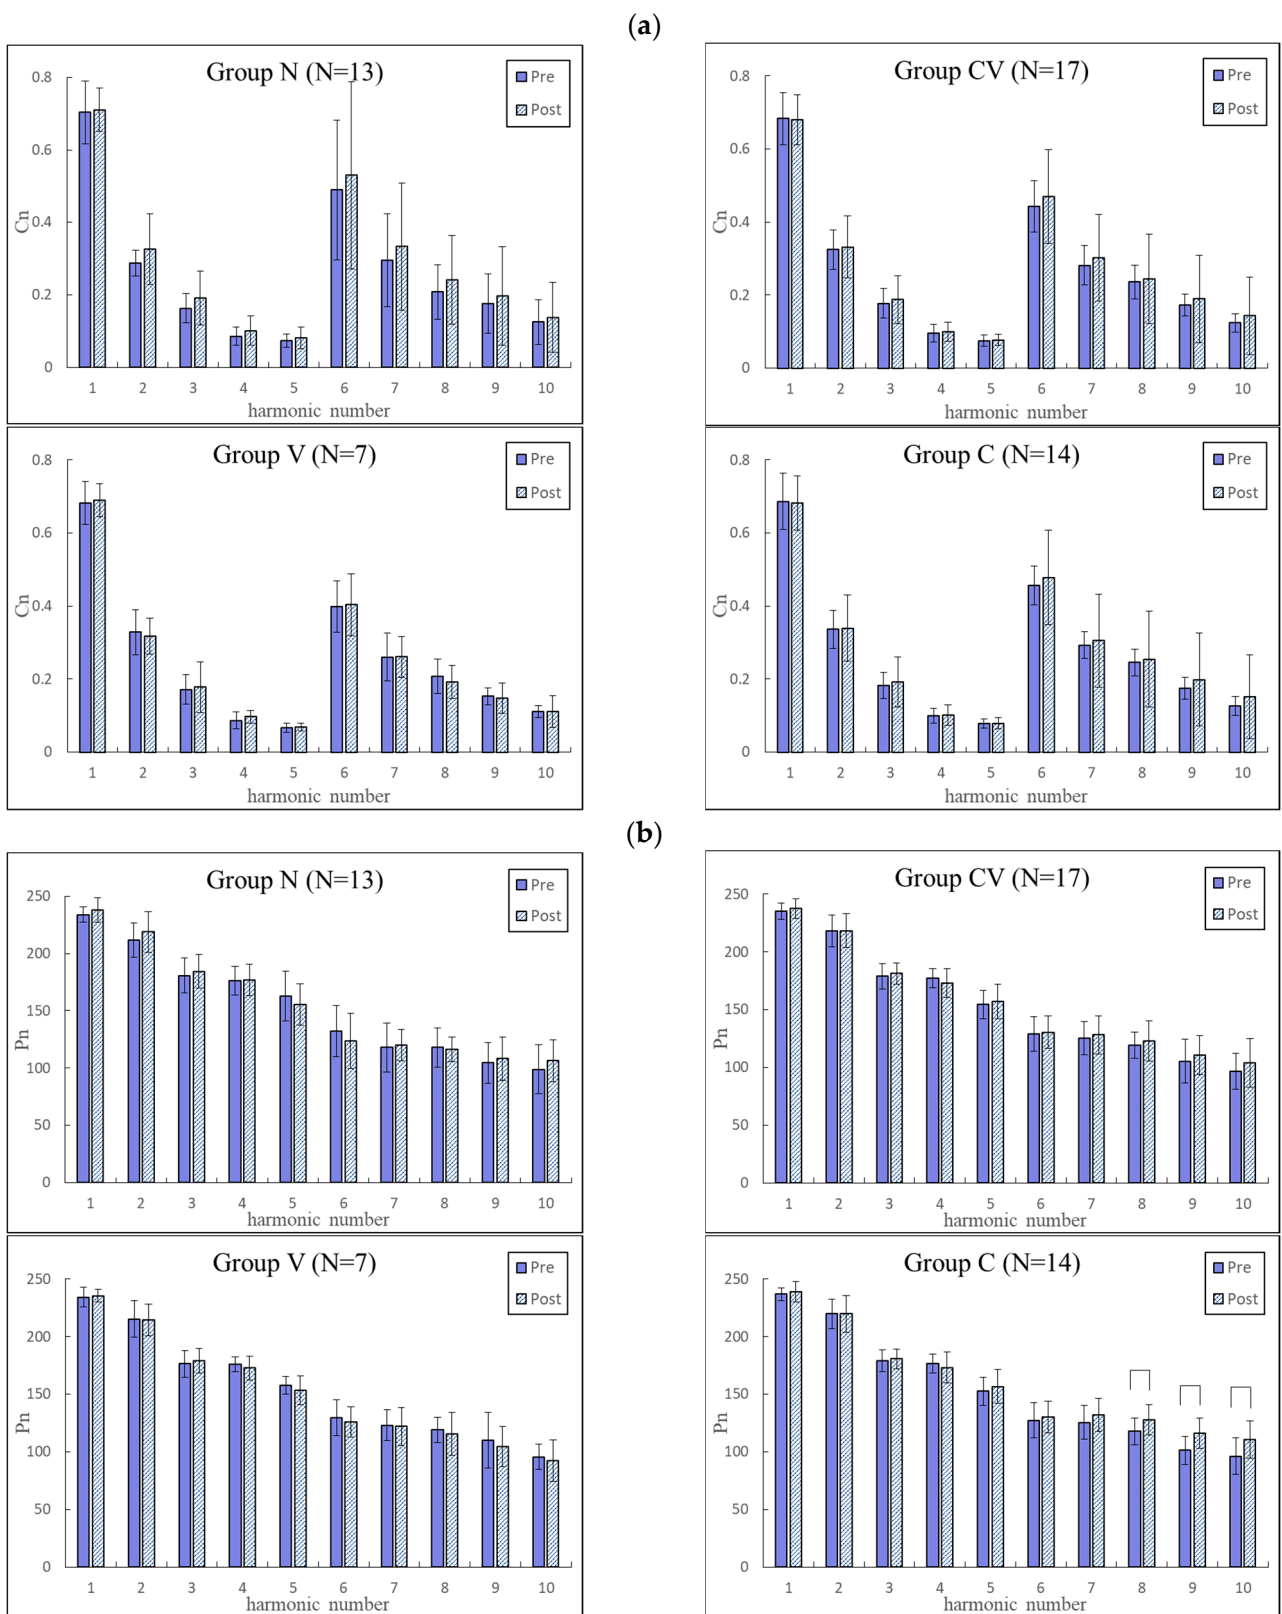 (a)
Group N (N=13)
Pre
Post
0.8
0.6
0.4
0.2
0
Cn
1 2 3 4 5 6 7 8 9 10
harmonic number
Group CV (N=17)
Pre
Post
0.8
0.6
0.4
0.2
0
Cn
1 2 3 4 5 6 7 8 9 10
harmonic number
Group V (N=7)
Pre
Post
0.8
0.6
0.4
0.2
0
Cn
1 2 3 4 5 6 7 8 9 10
harmonic number
Group C (N=14)
Pre
Post
0.8
0.6
0.4
0.2
0
Cn
1 2 3 4 5 6 7 8 9 10
harmonic number
(b)
Group N (N=13)
Pre
Post
250
200
150
100
50
0
Pn
1 2 3 4 5 6 7 8 9 10
harmonic number
Group CV (N=17)
Pre
Post
250
200
150
100
50
0
Pn
1 2 3 4 5 6 7 8 9 10
harmonic number
Group V (N=7)
Pre
Post
250
200
150
100
50
0
Pn
1 2 3 4 5 6 7 8 9 10
harmonic number
Group C (N=14)
Pre
Post
250
200
150
100
50
0
Pn
1 2 3 4 5 6 7 8 9 10
harmonic number